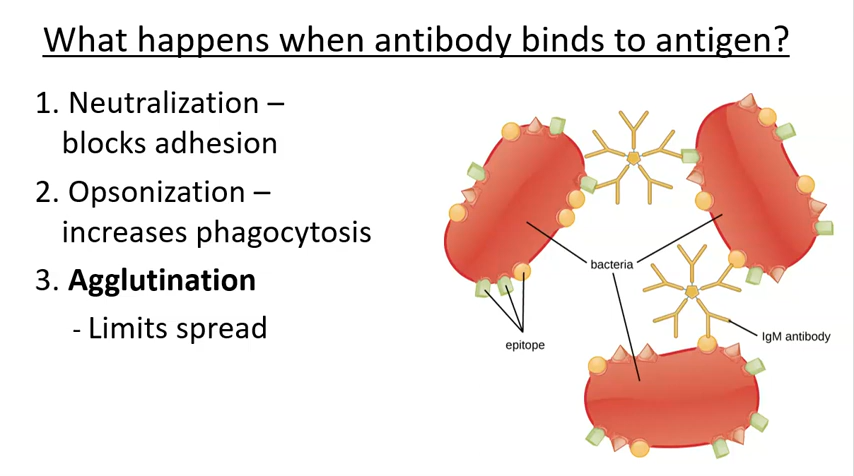 What happens when antibody binds to antigen?
1. Neutralization –
blocks adhesion
2. Opsonization –
increases phagocytosis
3. Agglutination
- Limits spread
bacteria
epitope
IgM antibody